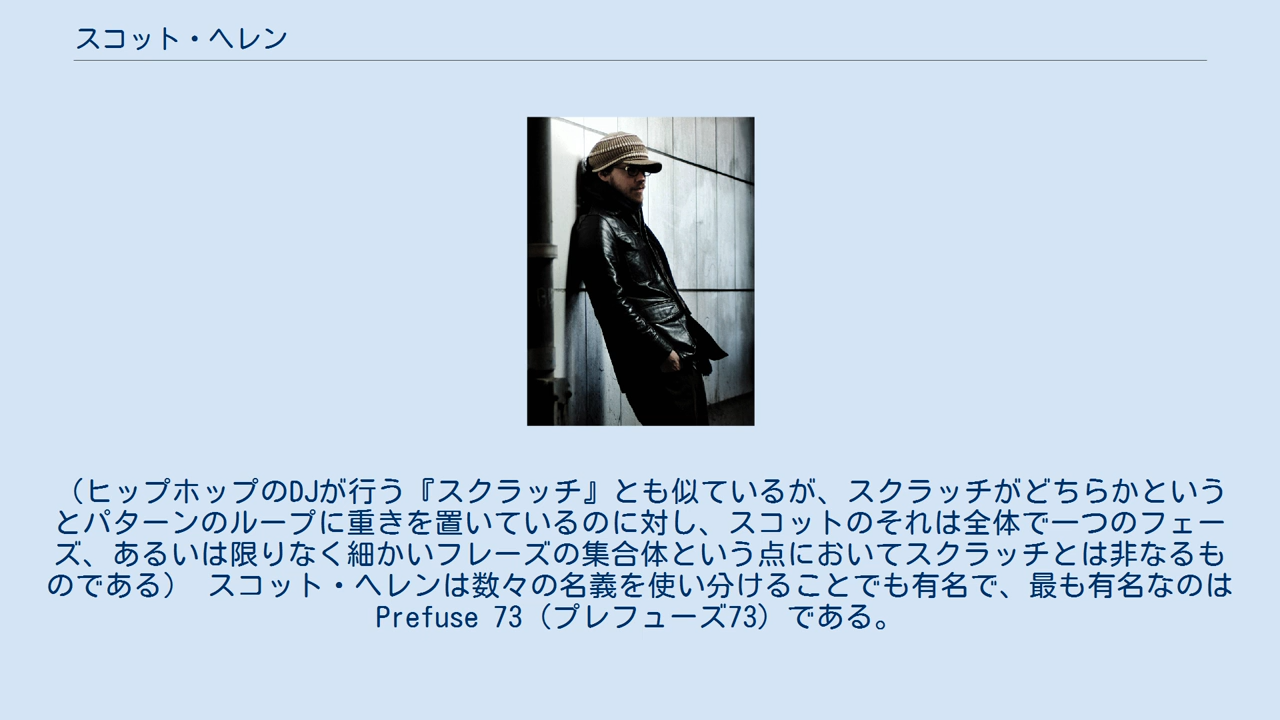 スコット・ヘレン
（ヒップホップのDJが行う『スクラッチ』とも似ているが、スクラッチがどちらかという
とパターンのループに重きを置いているのに対し、スコットのそれは全体で一つのフェー
ズ、あるいは限りなく細かいフレーズの集合体という点においてスクラッチとは非なるも
のである）　スコット・ヘレンは数々の名義を使い分けることでも有名で、最も有名なのは
Prefuse 73（プレフューズ73）である。